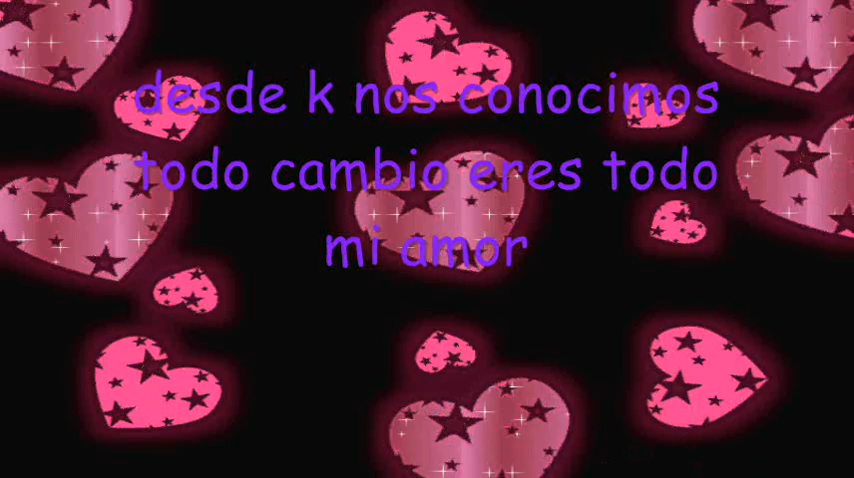 desde k nos conocimos
todo cambio eres todo
mi amor